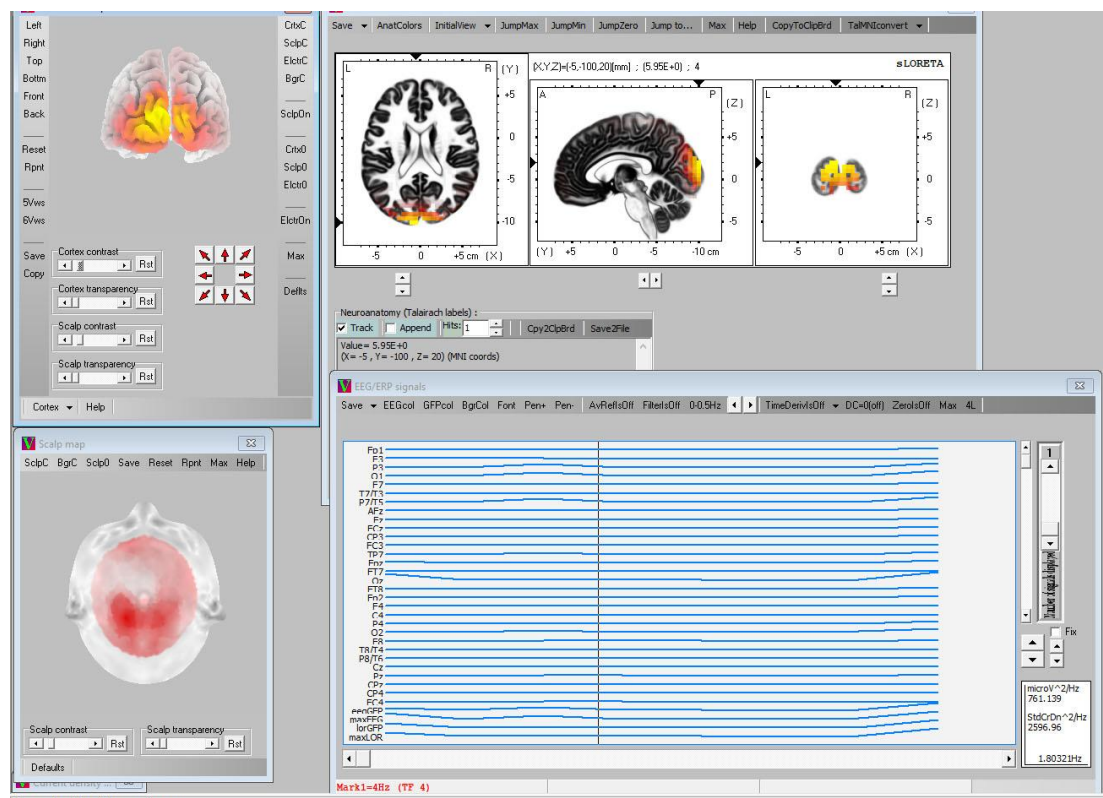 Left
Right
Top
Bottm
Front
Back
Reset
Rpnt
5Vws
6Vws
Save
Copy
CrtxC
SclpC
ElctrC
BgrC
SclpOn
Crtx0
Sclp0
Elctr0
ElctrOn
Max
Deflts
Cortex contrast
Rst
Cortex transparency
Rst
Scalp contrast
Rst
Scalp transparency
Rst
Cortex Help
Save AnatColors InitialView JumpMax JumpMin JumpZero Jump to... Max Help CopyToClpBrd TalMNIconvert
L R (Y)
+5
0
-5
-10
-5 0 +5 cm (X)
(X,Y,Z)=(-5,-100,20)[mm] ; (5.95E+0) ; 4
sLORETA
A P (Z)
+5
0
-5
(Y) +5 0 -5 -10 cm
L R (Z)
+5
0
-5
-5 0 +5 cm (X)
Neuroanatomy (Talairach labels) :
Track Append Hits: 1 Cpy2ClpBrd Save2File
Value= 5.95E+0
(X= -5 , Y= -100 , Z= 20) (MNI coords)
Scalp map
SclpC BgrC Sclp0 Save Reset Rpnt Max Help
Scalp contrast
Rst
Scalp transparency
Rst
Defaults
Current density ...
EEG/ERP signals
Save EEGcol GFPcol BgrCol Font Pen+ Pen- AvRefIsOff FilterIsOff 0-0.5Hz TimeDerivIsOff DC=0(off) ZeroIsOff Max 4L
Fp1
F3
P3
O1
F7
T7/T3
P7/T5
AFz
Fz
FCz
CP3
FC3
TP7
Fpz
FT7
Oz
FT8
Fp2
F4
C4
P4
O2
F8
T8/T4
P8/T6
Cz
Pz
CPz
CP4
FC4
eegGFP
maxEEG
lorGFP
maxLOR
1
Fix
microV^2/Hz
761.139
StdCrDn^2/Hz
2596.96
1.80321Hz
Mark1=4Hz (TF 4)